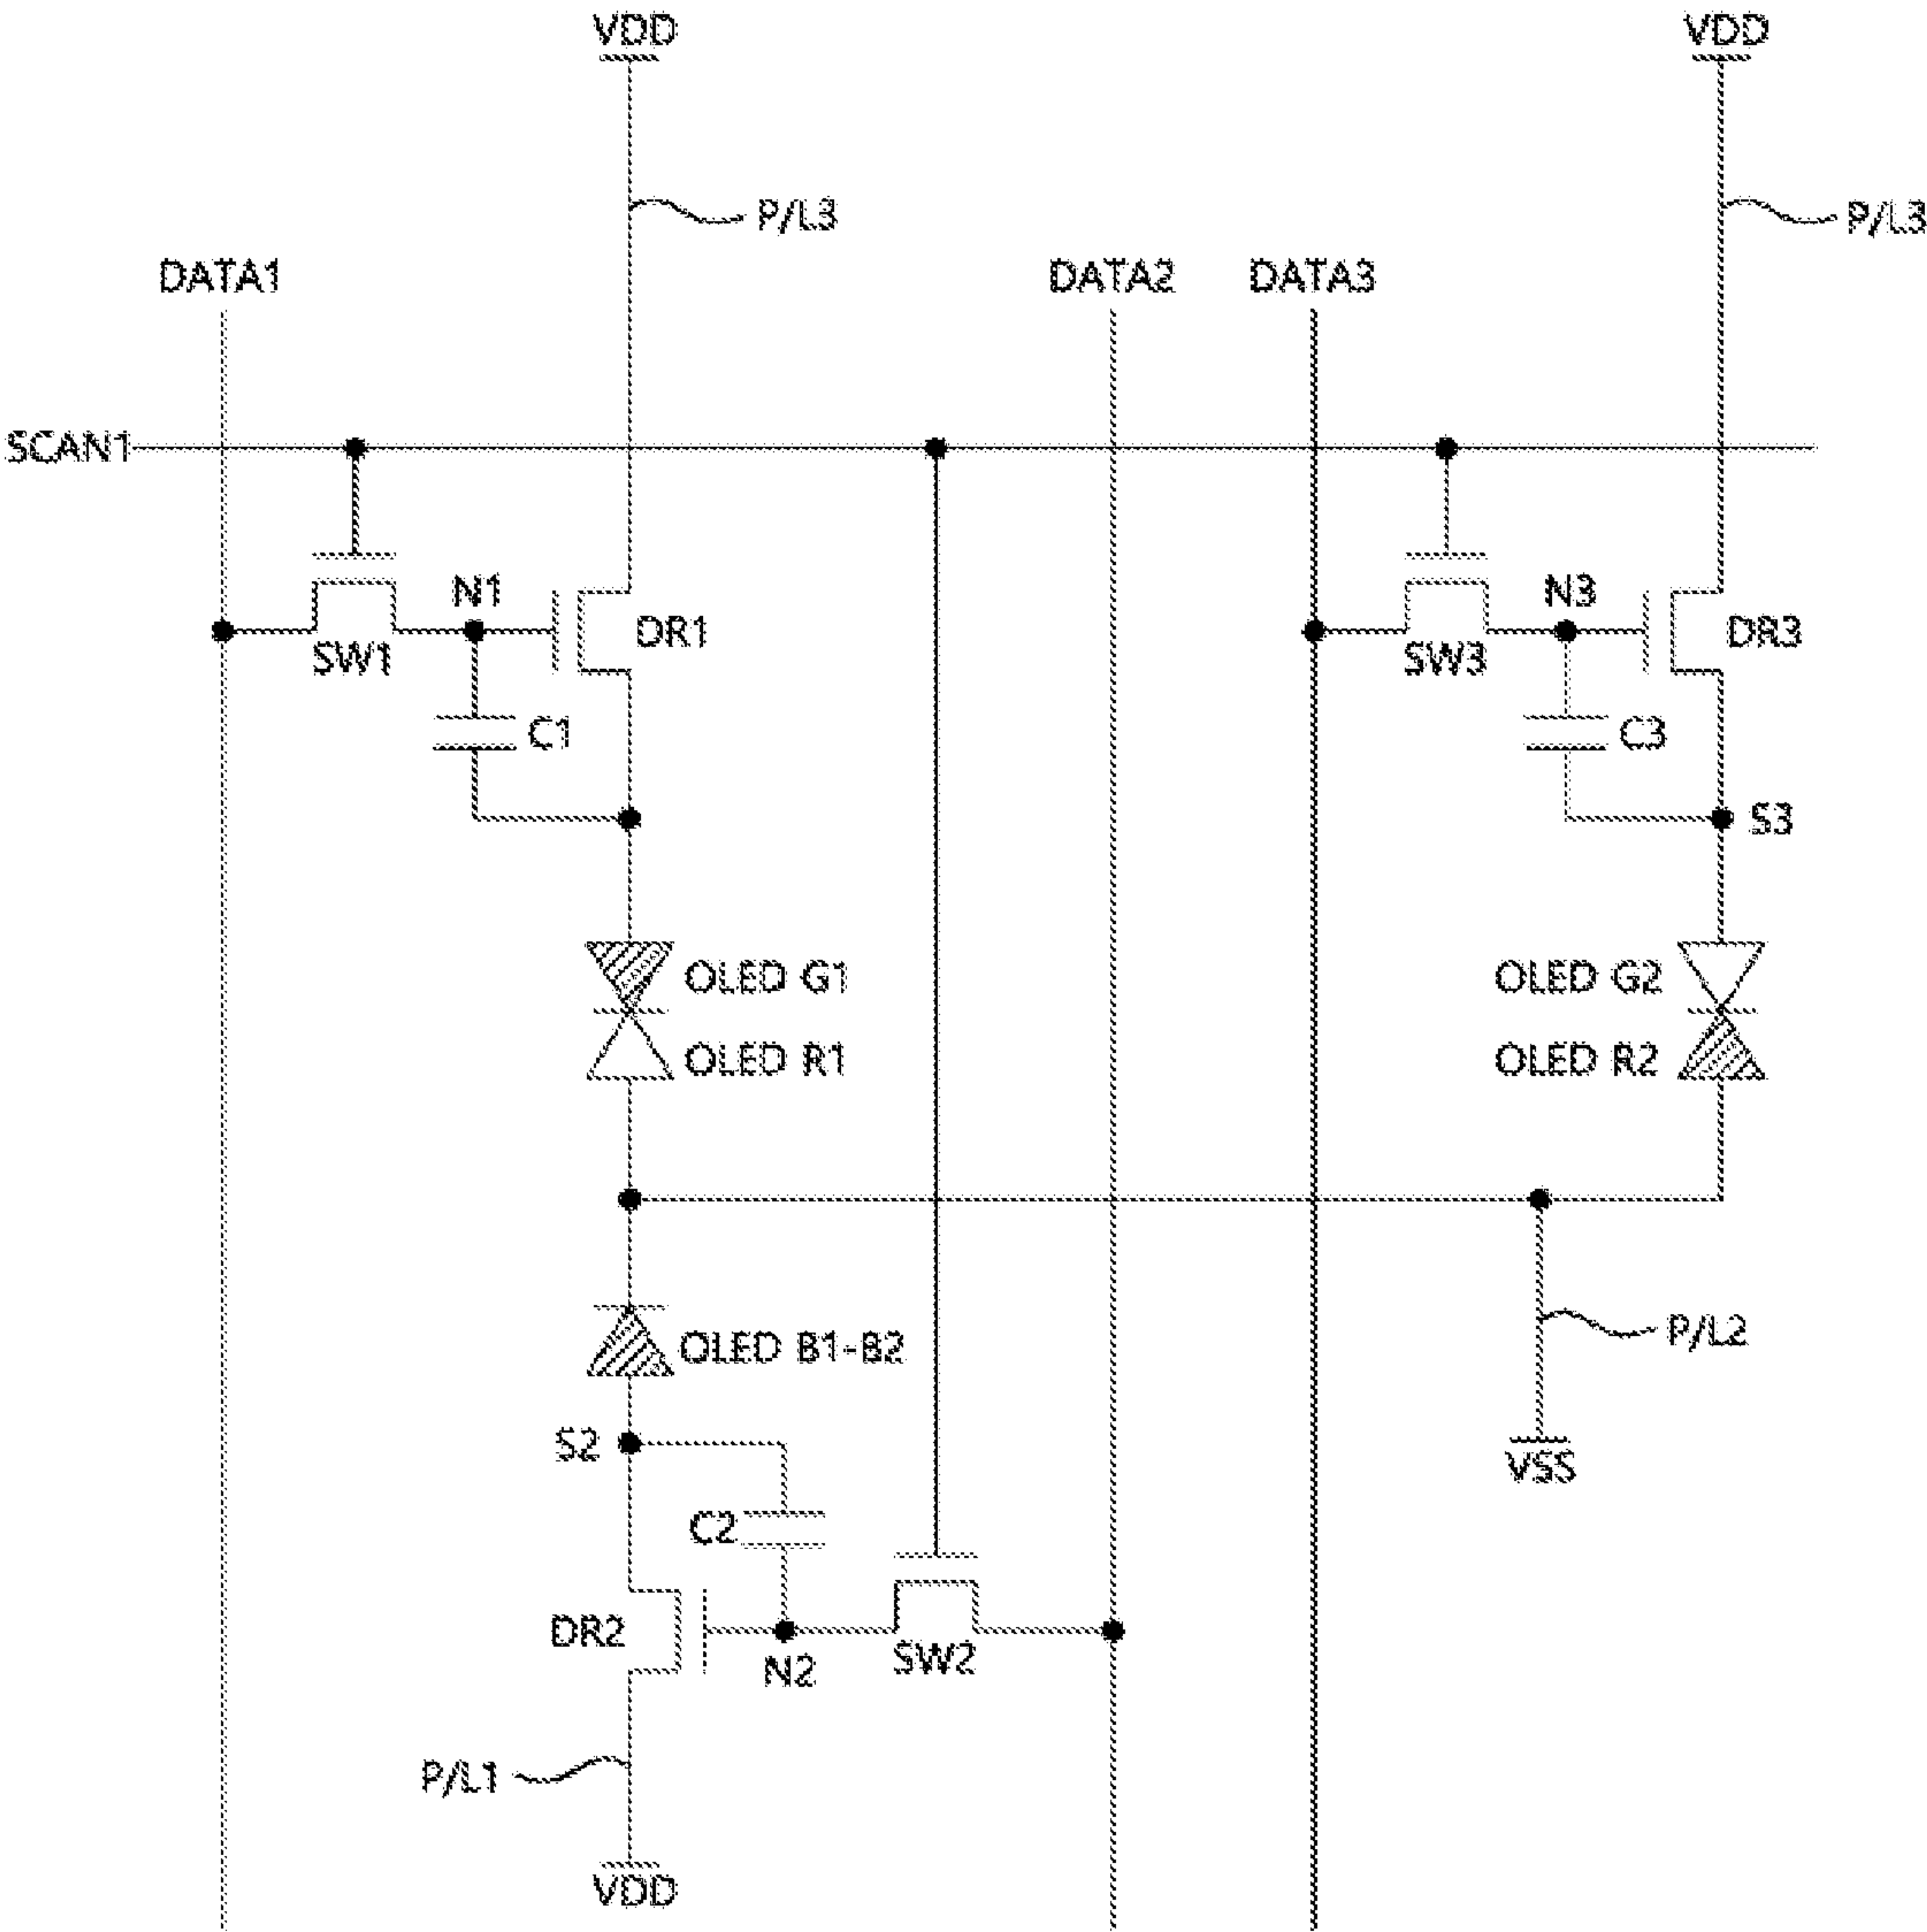 VDD VDD
P/L3 P/L3
DATA1 DATA2 DATA3
SCAN1
N1 N3
DR1 DR3
SW1 SW3
C1 C3
S3
OLED G1 OLED G2
OLED R1 OLED R2
P/L2
OLED B1-B2
S2
VSS
C2
DR2
SW2
N2
P/L1
VDD